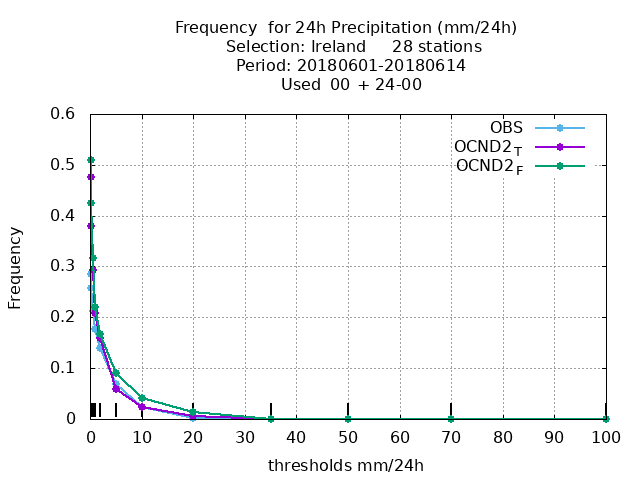 Frequency  for 24h Precipitation (mm/24h)
Selection: Ireland     28 stations
Period: 20180601-20180614
Used  00 + 24-00
OBS
OCND2T
OCND2F
Frequency
0.6
0.5
0.4
0.3
0.2
0.1
0
0 10 20 30 40 50 60 70 80 90 100
thresholds mm/24h